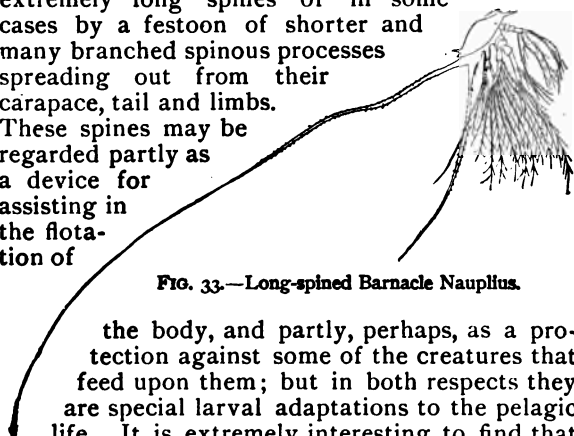 extremely long spines or in some
cases by a festoon of shorter and
many branched spinous processes
spreading out from their
carapace, tail and limbs.
These spines may be
regarded partly as
a device for
assisting in
the flota-
tion of
FIG. 33.—Long-spined Barnacle Nauplius.
the body, and partly, perhaps, as a pro-
tection against some of the creatures that
feed upon them; but in both respects they
are special larval adaptations to the pelagic
life. It is extremely interesting to find that